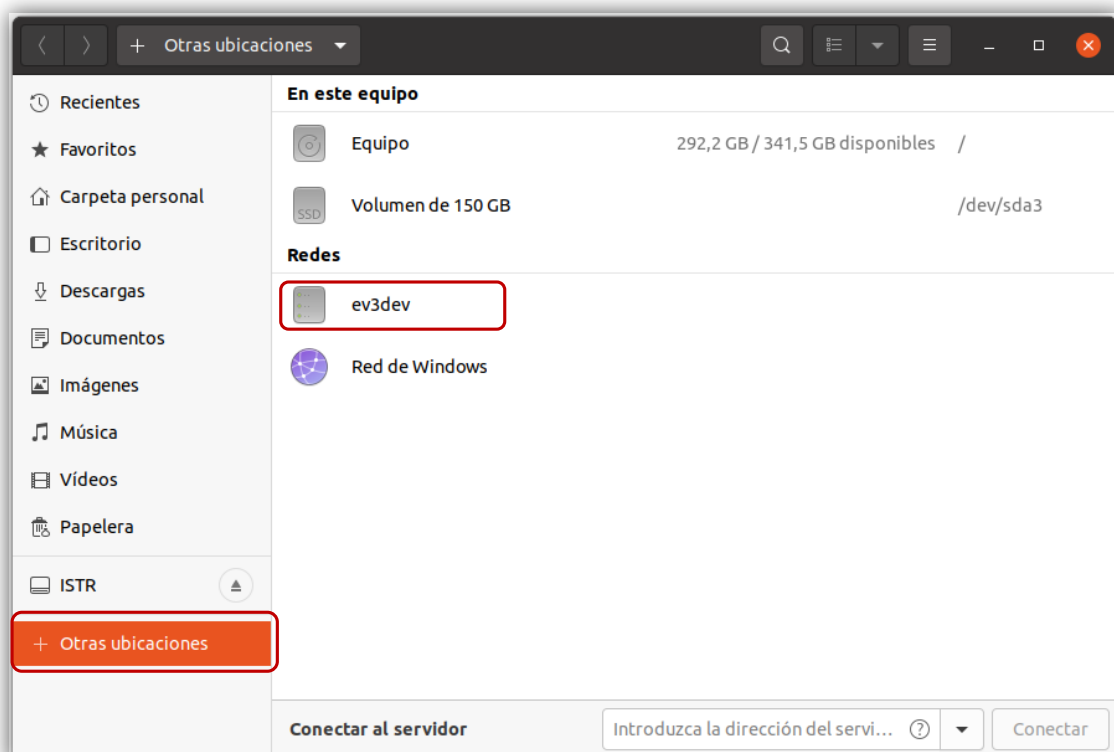 Otras ubicaciones
Recientes
Favoritos
Carpeta personal
Escritorio
Descargas
Documentos
Imágenes
Música
Vídeos
Papelera
ISTR
+ Otras ubicaciones
En este equipo
Equipo 292,2 GB / 341,5 GB disponibles /
SSD Volumen de 150 GB /dev/sda3
Redes
ev3dev
Red de Windows
Conectar al servidor Introduzca la dirección del servi... ? Conectar